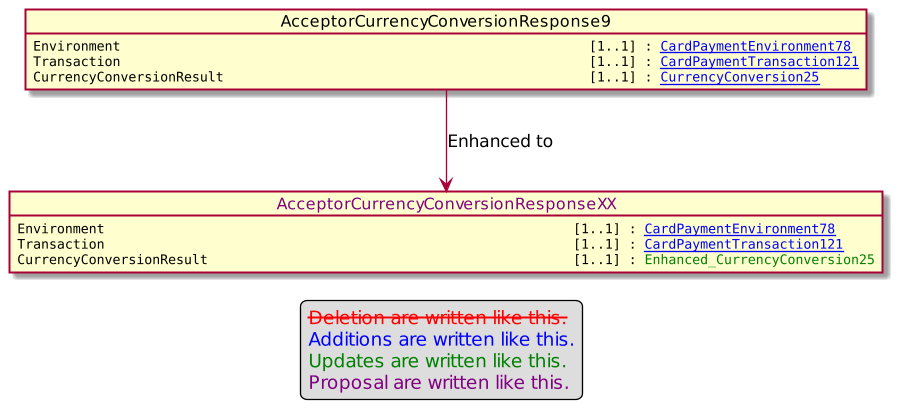 AcceptorCurrencyConversionResponse9
Environment [1..1] : CardPaymentEnvironment78
Transaction [1..1] : CardPaymentTransaction121
CurrencyConversionResult [1..1] : CurrencyConversion25
Enhanced to
AcceptorCurrencyConversionResponseXX
Environment [1..1] : CardPaymentEnvironment78
Transaction [1..1] : CardPaymentTransaction121
CurrencyConversionResult [1..1] : Enhanced_CurrencyConversion25
Deletion are written like this.
Additions are written like this.
Updates are written like this.
Proposal are written like this.